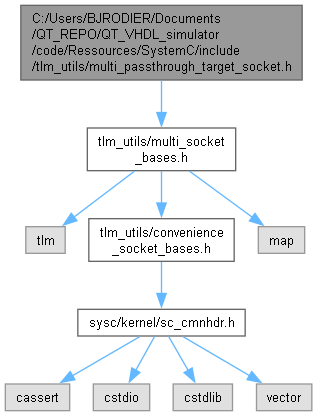 C:/Users/BJRODIER/Documents
/QT_REPO/QT_VHDL_simulator
/code/Ressources/SystemC/include
/tlm_utils/multi_passthrough_target_socket.h
tlm_utils/multi_socket
_bases.h
tlm
tlm_utils/convenience
_socket_bases.h
map
sysc/kernel/sc_cmnhdr.h
cassert
cstdio
cstdlib
vector